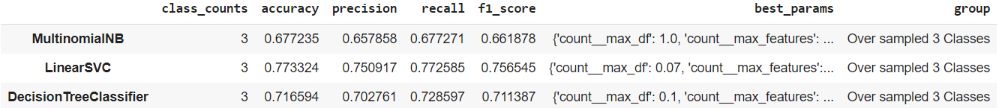 class_counts accuracy precision recall f1_score best_params group
MultinomialNB 3 0.677235 0.657858 0.677271 0.661878 {'count__max_df': 1.0, 'count__max_features': ... Over sampled 3 Classes
LinearSVC 3 0.773324 0.750917 0.772585 0.756545 {'count__max_df': 0.07, 'count__max_features':... Over sampled 3 Classes
DecisionTreeClassifier 3 0.716594 0.702761 0.728597 0.711387 {'count__max_df': 0.1, 'count__max_features': ... Over sampled 3 Classes